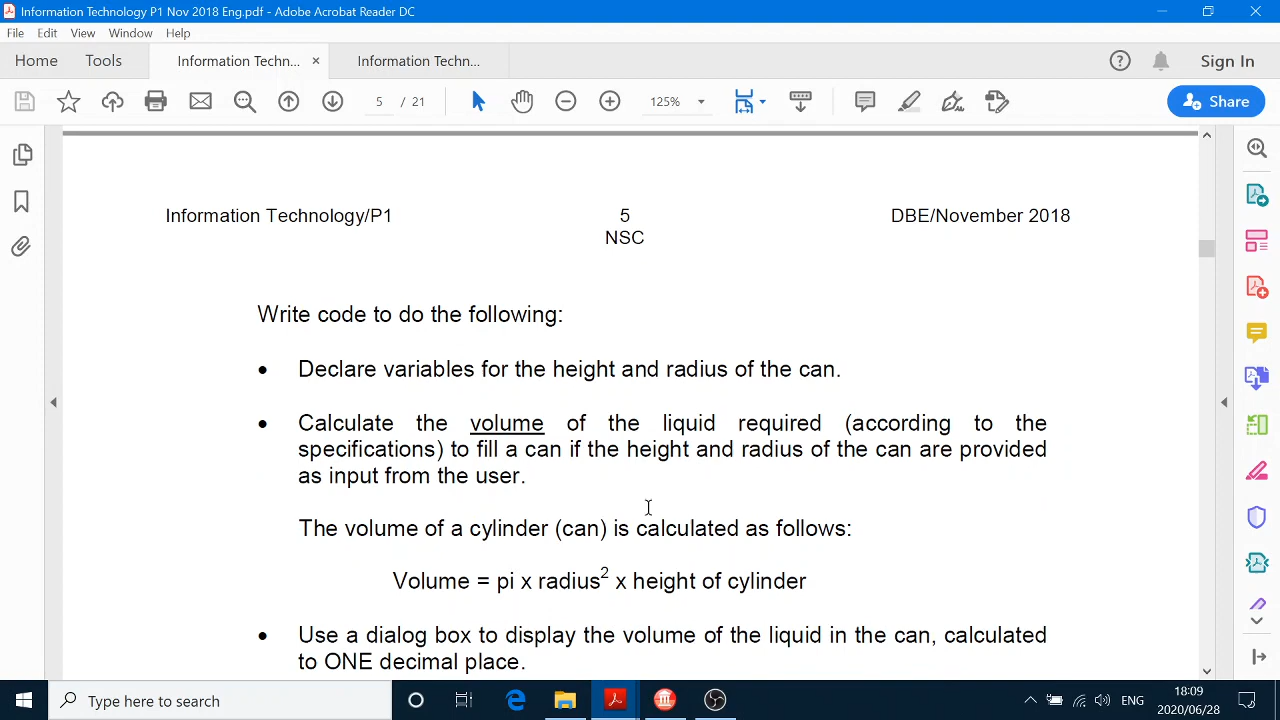 Information Technology P1 Nov 2018 Eng.pdf - Adobe Acrobat Reader DC
File Edit View Window Help
Home Tools Information Techn... × Information Techn... Sign In
5 / 21 125% Share
Information Technology/P1 5 DBE/November 2018
NSC
Write code to do the following:
• Declare variables for the height and radius of the can.
• Calculate the volume of the liquid required (according to the
specifications) to fill a can if the height and radius of the can are provided
as input from the user.
The volume of a cylinder (can) is calculated as follows:
Volume = pi x radius² x height of cylinder
• Use a dialog box to display the volume of the liquid in the can, calculated
to ONE decimal place.
Type here to search ENG 18:09
2020/06/28